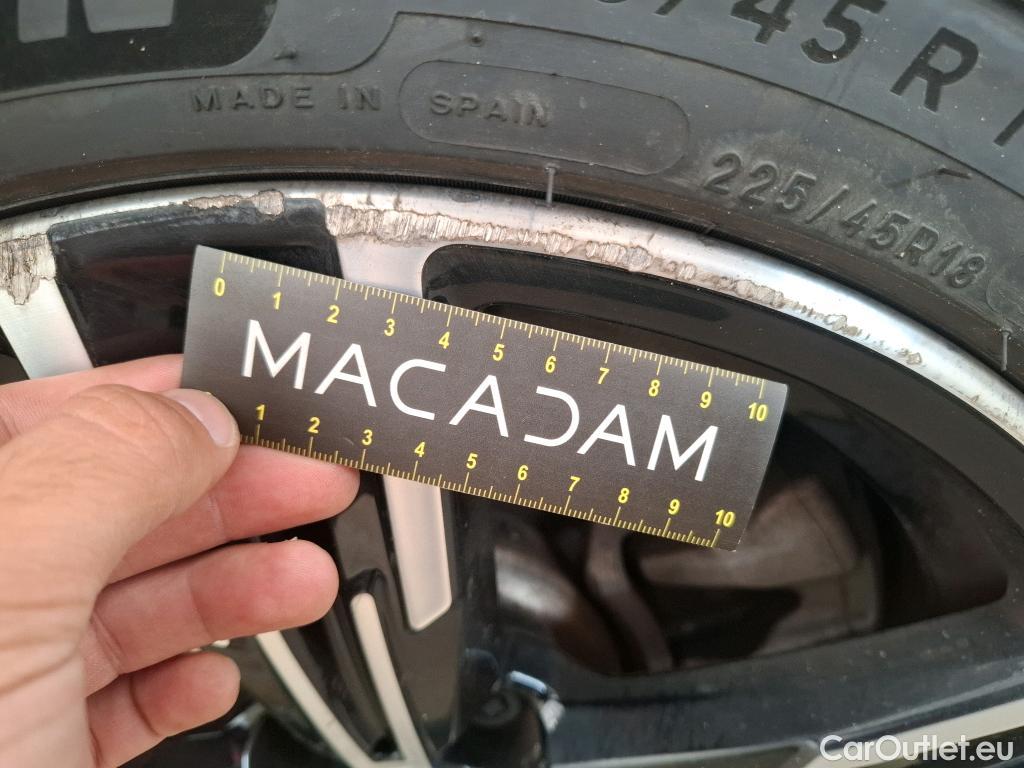 /45 R 1
MADE IN SPAIN
225/45R18
0 1 2 3 4 5 6 7 8 9 10
MACADAM
1 2 3 4 5 6 7 8 9 10
CarOutlet.eu